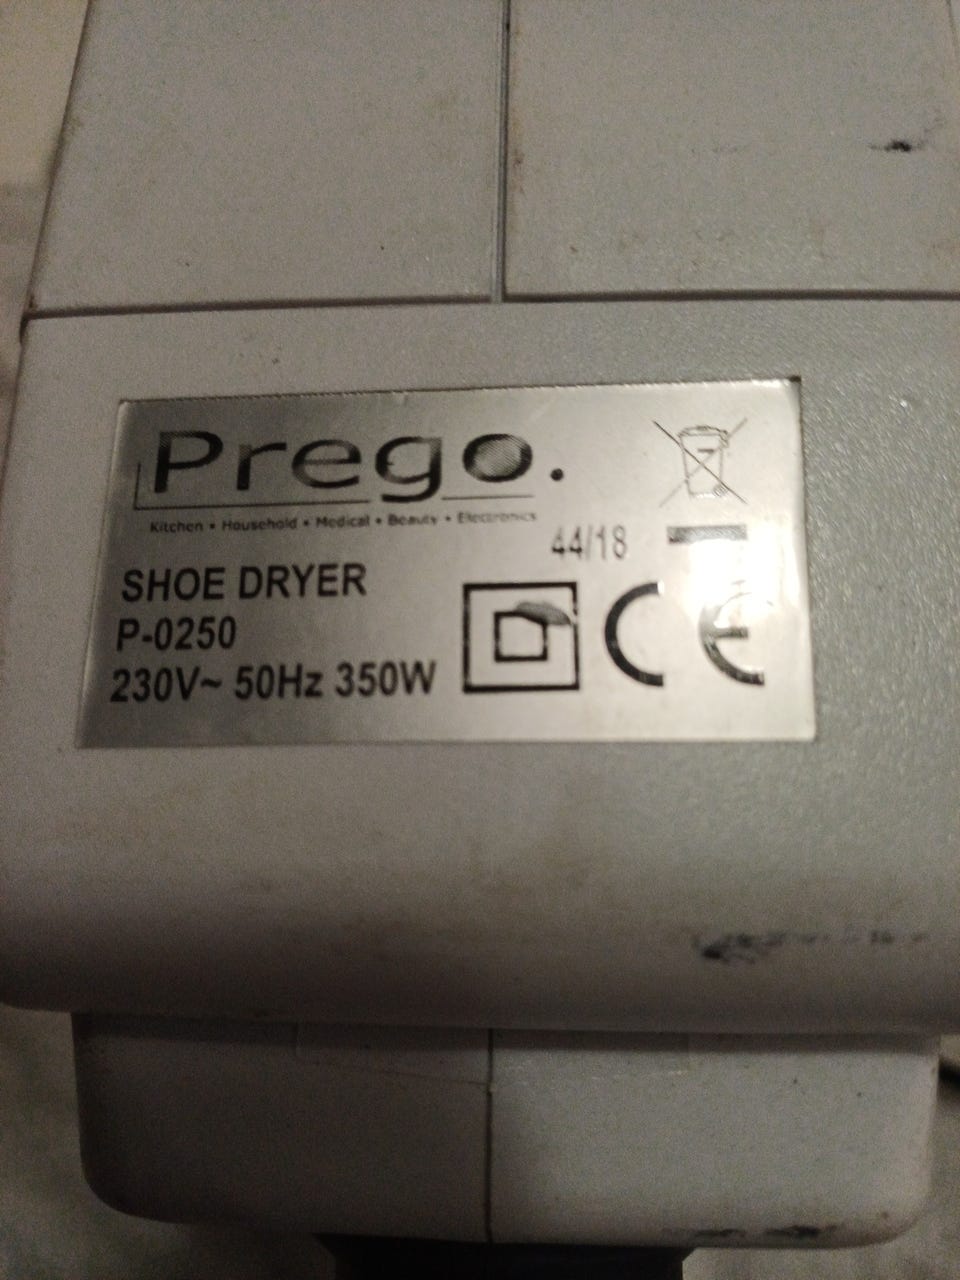 Prego.
Kitchen • Household • Medical • Beauty • Electronics
44/18
SHOE DRYER
P-0250
230V~ 50Hz 350W
CE